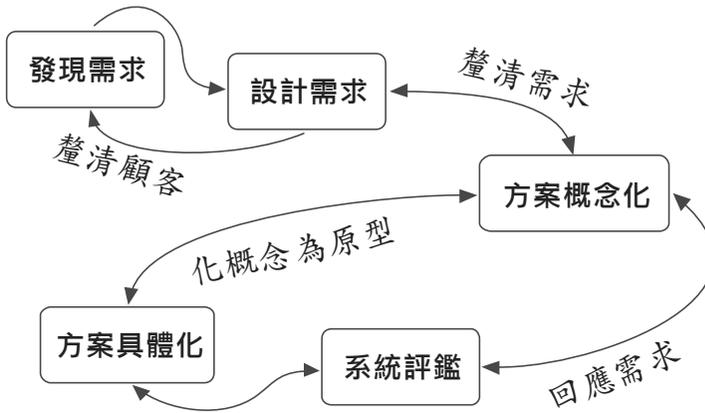 發現需求
設計需求
釐清需求
釐清顧客
方案概念化
化概念為原型
方案具體化
系統評鑑
回應需求